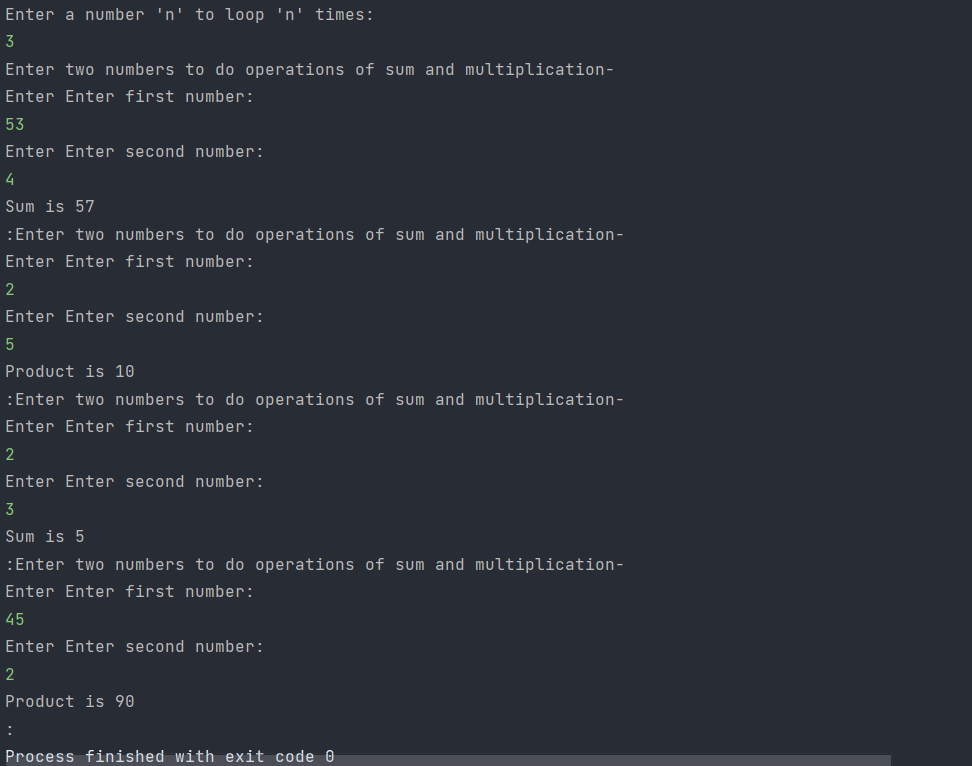 Enter a number 'n' to loop 'n' times:
3
Enter two numbers to do operations of sum and multiplication-
Enter Enter first number:
53
Enter Enter second number:
4
Sum is 57
:Enter two numbers to do operations of sum and multiplication-
Enter Enter first number:
2
Enter Enter second number:
5
Product is 10
:Enter two numbers to do operations of sum and multiplication-
Enter Enter first number:
2
Enter Enter second number:
3
Sum is 5
:Enter two numbers to do operations of sum and multiplication-
Enter Enter first number:
45
Enter Enter second number:
2
Product is 90
:
Process finished with exit code 0